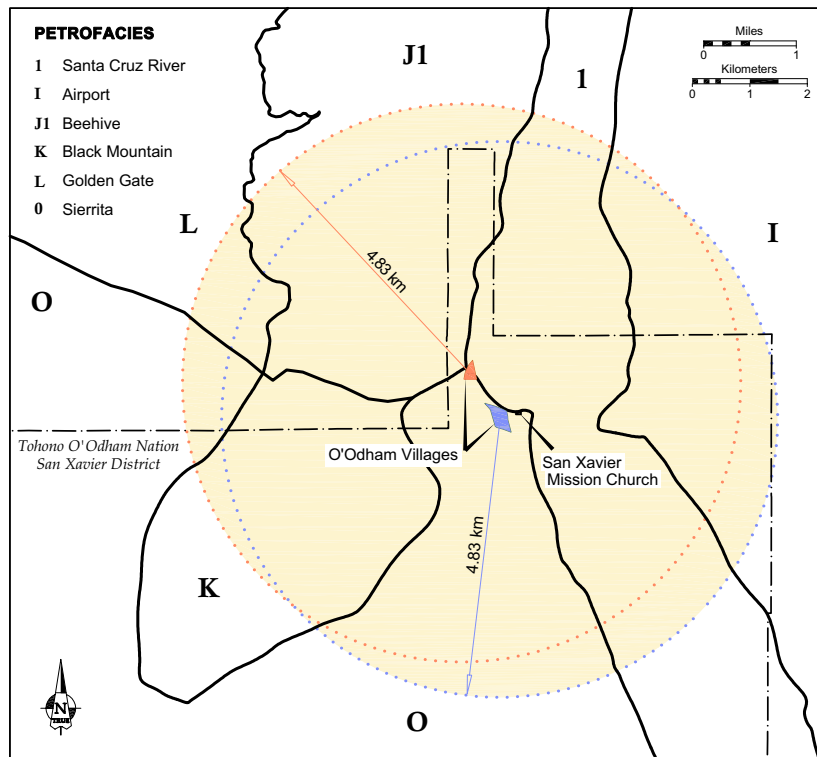 PETROFACIES
1 Santa Cruz River
I Airport
J1 Beehive
K Black Mountain
L Golden Gate
0 Sierrita
J1
1
Miles
0 1
Kilometers
0 1 2
L
I
O
4.83 km
Tohono O'Odham Nation
San Xavier District
O'Odham Villages
San Xavier
Mission Church
4.83 km
K
O
N
TRUE